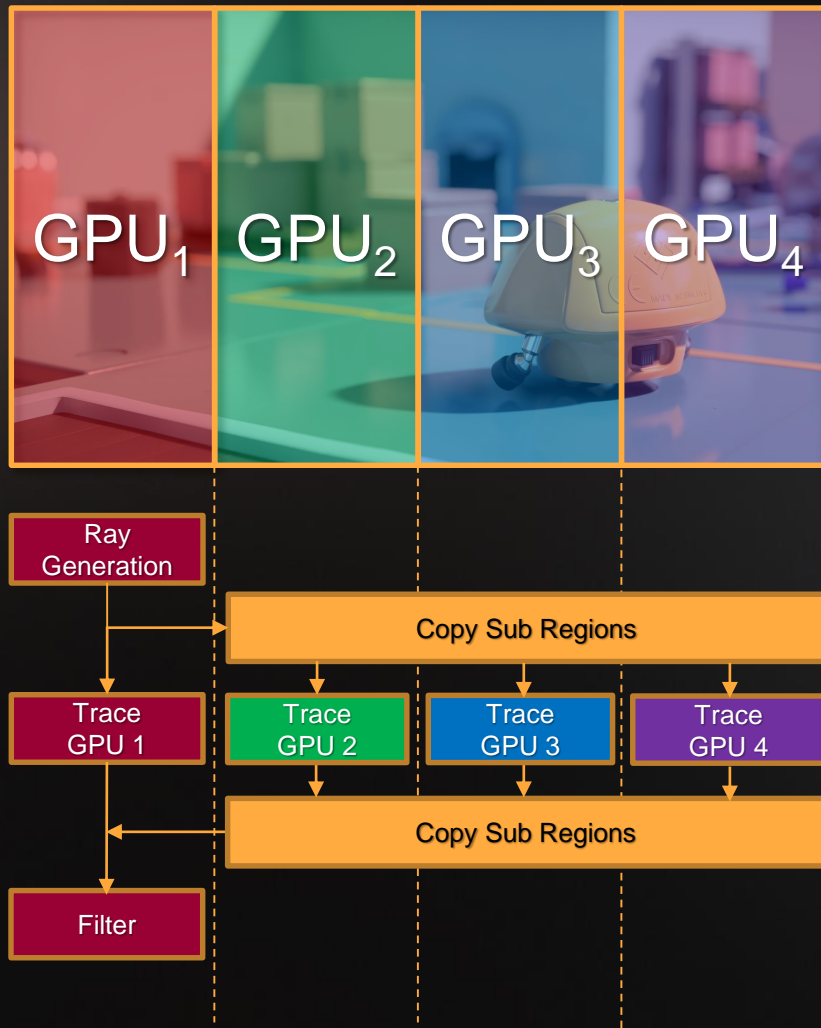 GPU₁ GPU₂ GPU₃ GPU₄
Ray
Generation
Copy Sub Regions
Trace
GPU 1
Trace
GPU 2
Trace
GPU 3
Trace
GPU 4
Copy Sub Regions
Filter